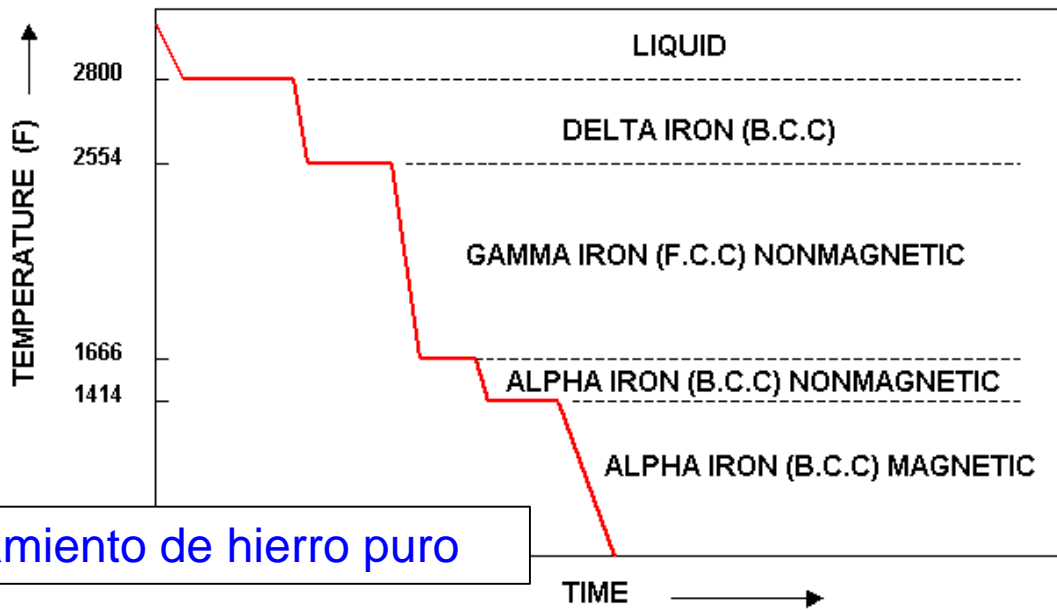 TEMPERATURE (F)
LIQUID
2800
DELTA IRON (B.C.C)
2554
GAMMA IRON (F.C.C) NONMAGNETIC
1666
ALPHA IRON (B.C.C) NONMAGNETIC
1414
ALPHA IRON (B.C.C) MAGNETIC
de hierro puro
TIME